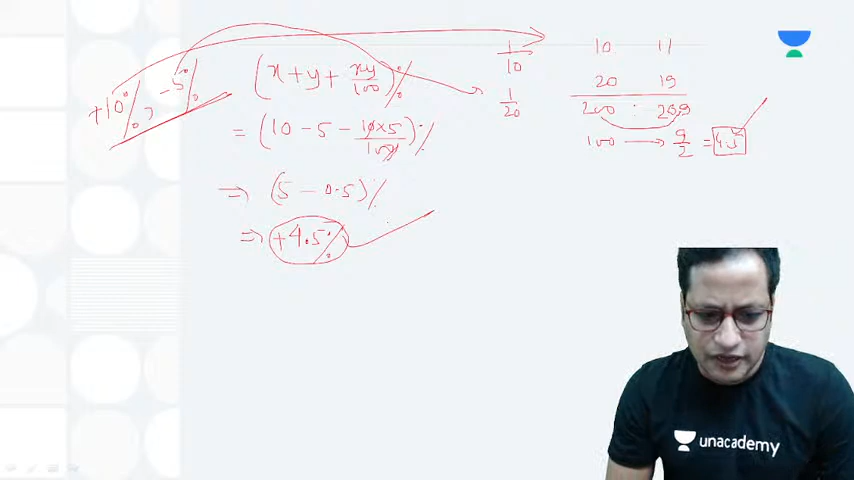 +10%, -5%
(x + y + xy/100)%
= (10 - 5 - 10×5/100)%
⇒ (5 - 0.5)%
⇒ +4.5%
1/10 10 11
1/20 20 19
200 : 209
100 → 9/2 = 4.5
unacademy